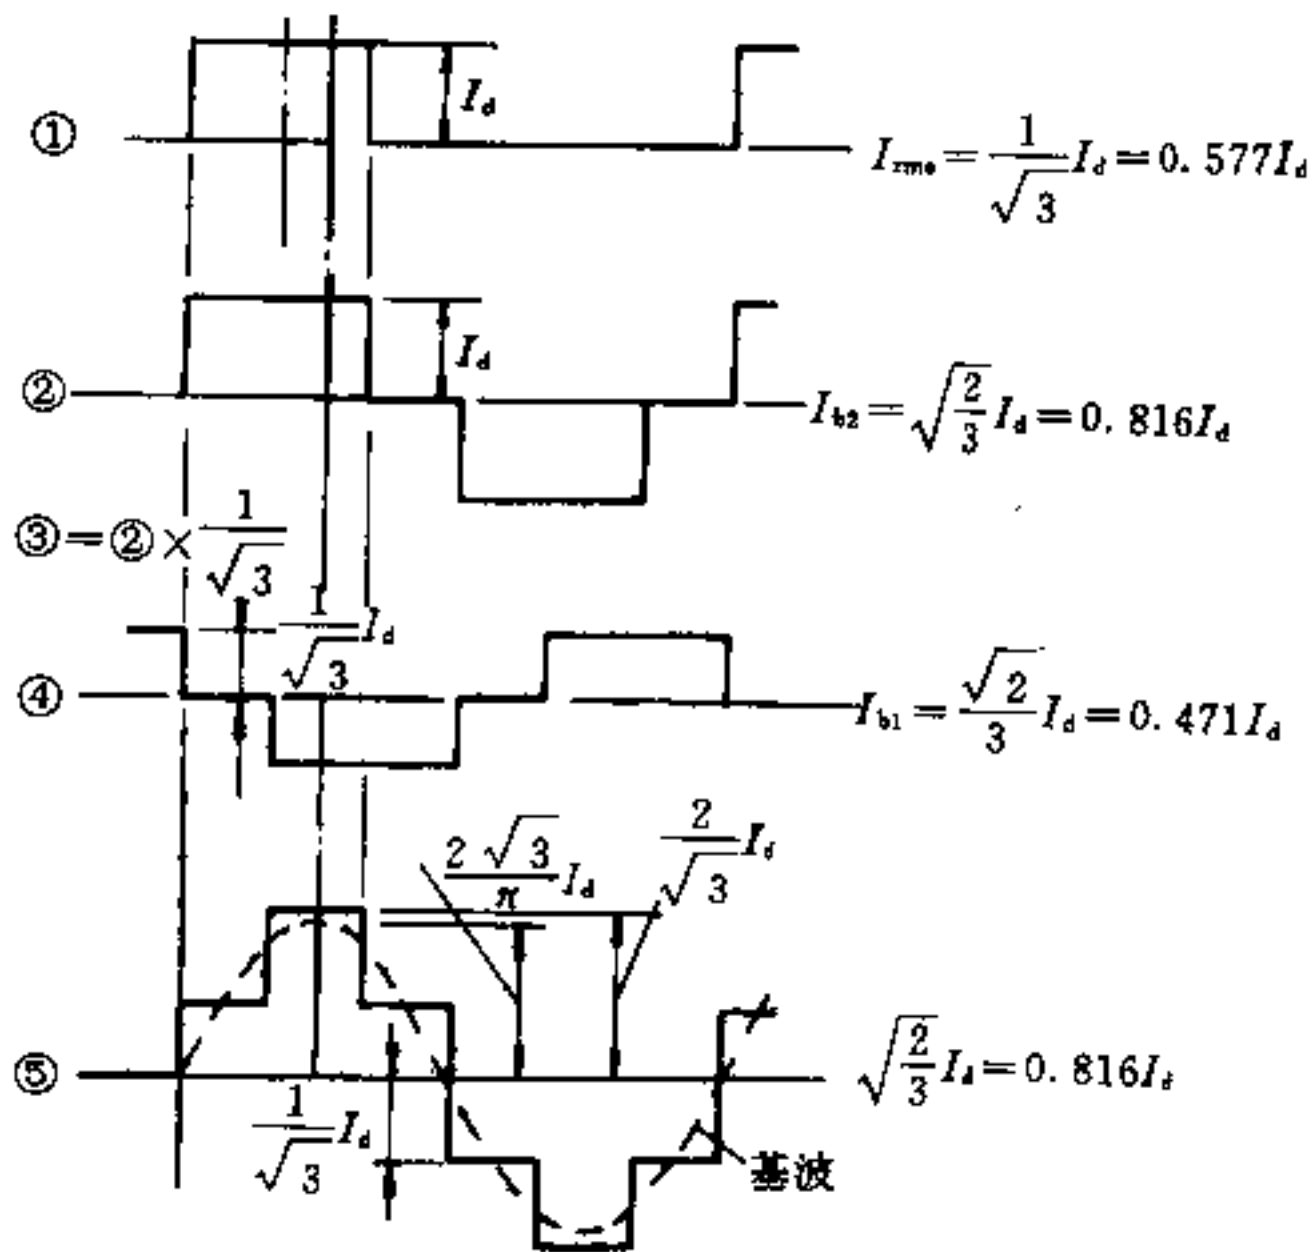 ① I_d I_rms = 1/√3 I_d = 0.577I_d
② I_d I_b2 = √(2/3) I_d = 0.816I_d
③ = ② × 1/√3
1/√3 I_d
④ I_b1 = √2/3 I_d = 0.471I_d
2√3/π I_d 2/√3 I_d
⑤ √(2/3) I_d = 0.816I_d
1/√3 I_d
基波